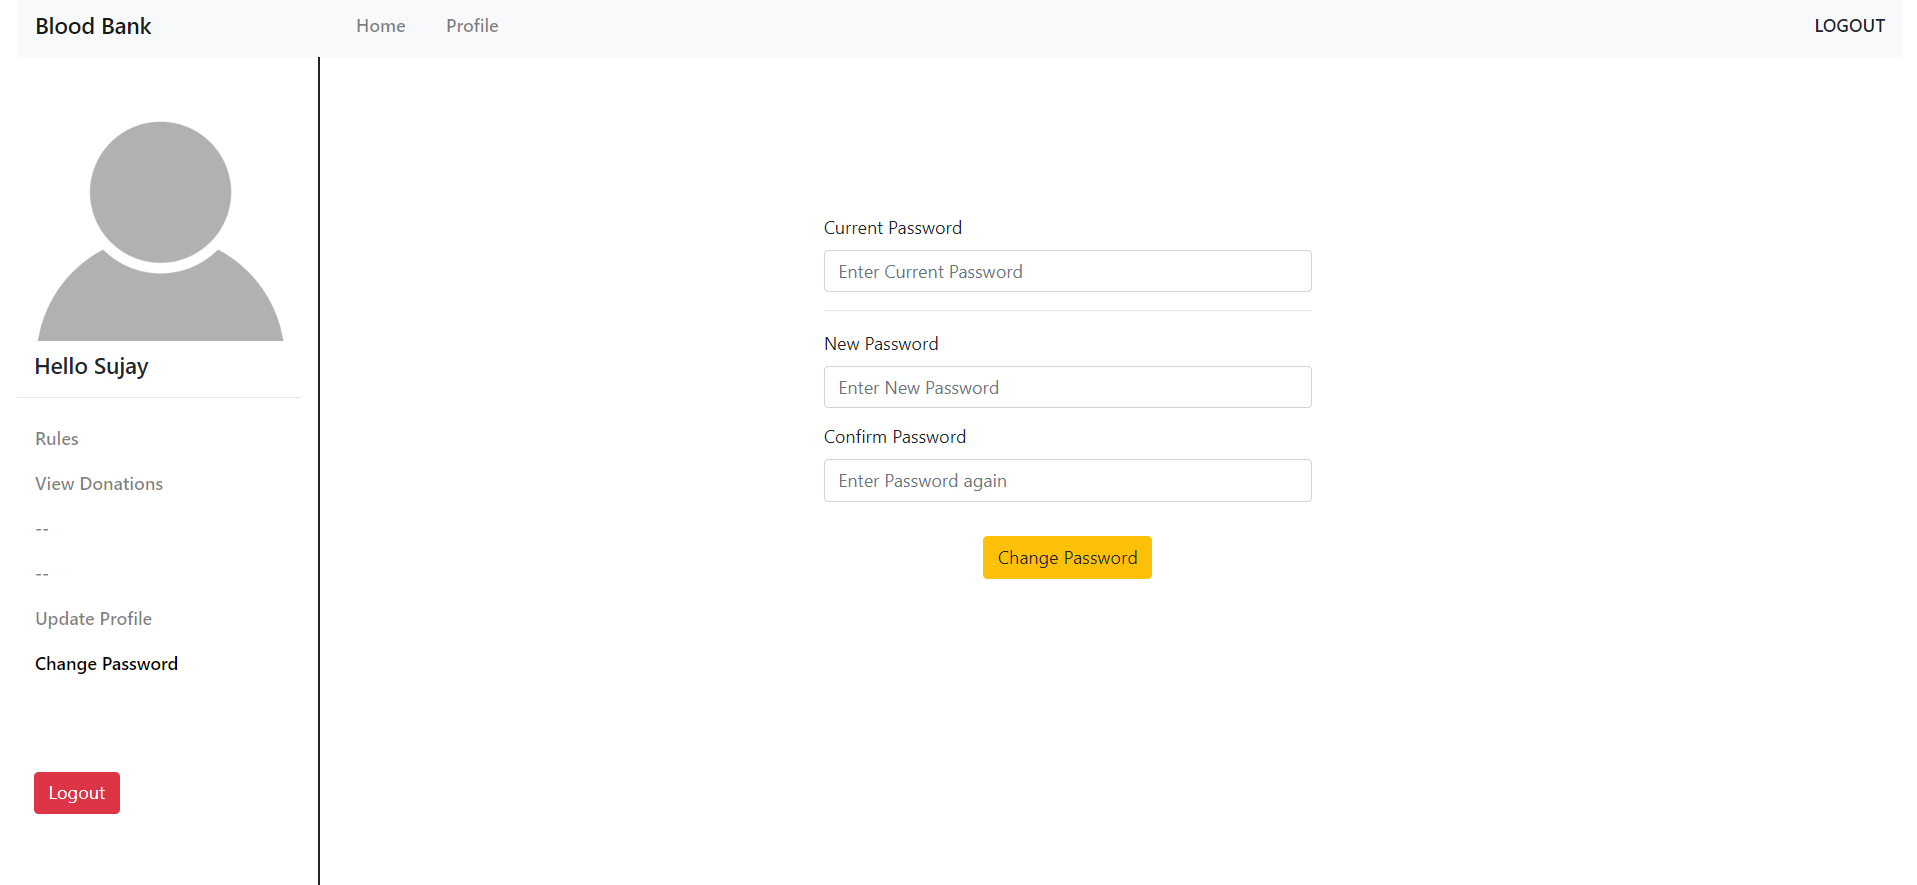 Blood Bank Home Profile LOGOUT
Hello Sujay
Rules
View Donations
--
--
Update Profile
Change Password
Logout
Current Password
Enter Current Password
New Password
Enter New Password
Confirm Password
Enter Password again
Change Password